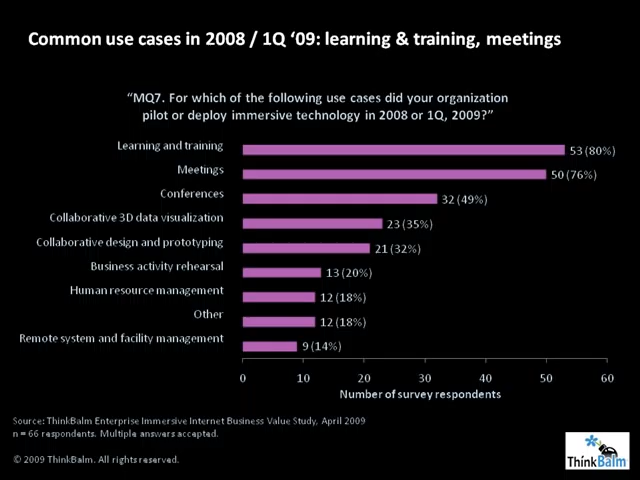 Common use cases in 2008 / 1Q ‘09: learning & training, meetings
“MQ7. For which of the following use cases did your organization
pilot or deploy immersive technology in 2008 or 1Q, 2009?”
Learning and training 53 (80%)
Meetings 50 (76%)
Conferences 32 (49%)
Collaborative 3D data visualization 23 (35%)
Collaborative design and prototyping 21 (32%)
Business activity rehearsal 13 (20%)
Human resource management 12 (18%)
Other 12 (18%)
Remote system and facility management 9 (14%)
0 10 20 30 40 50 60
Number of survey respondents
Source: ThinkBalm Enterprise Immersive Internet Business Value Study, April 2009
n = 66 respondents. Multiple answers accepted.
© 2009 ThinkBalm. All rights reserved.
ThinkBalm